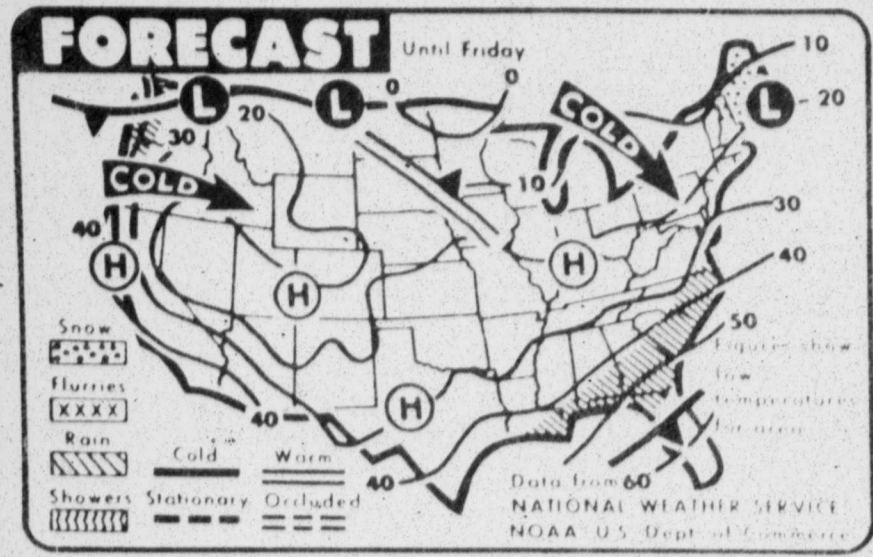 FORECAST
Until Friday
10
0
0
L
L
L
20
20
30
COLD
COLD
10
40
30
H
H
H
40
Snow
50
Figures show
low
temperatures
for area
Flurries
H
40
Rain
Cold
Warm
40
60
Data from
Showers
Stationary
Occluded
NATIONAL WEATHER SERVICE
NOAA U.S. Dept. of Commerce